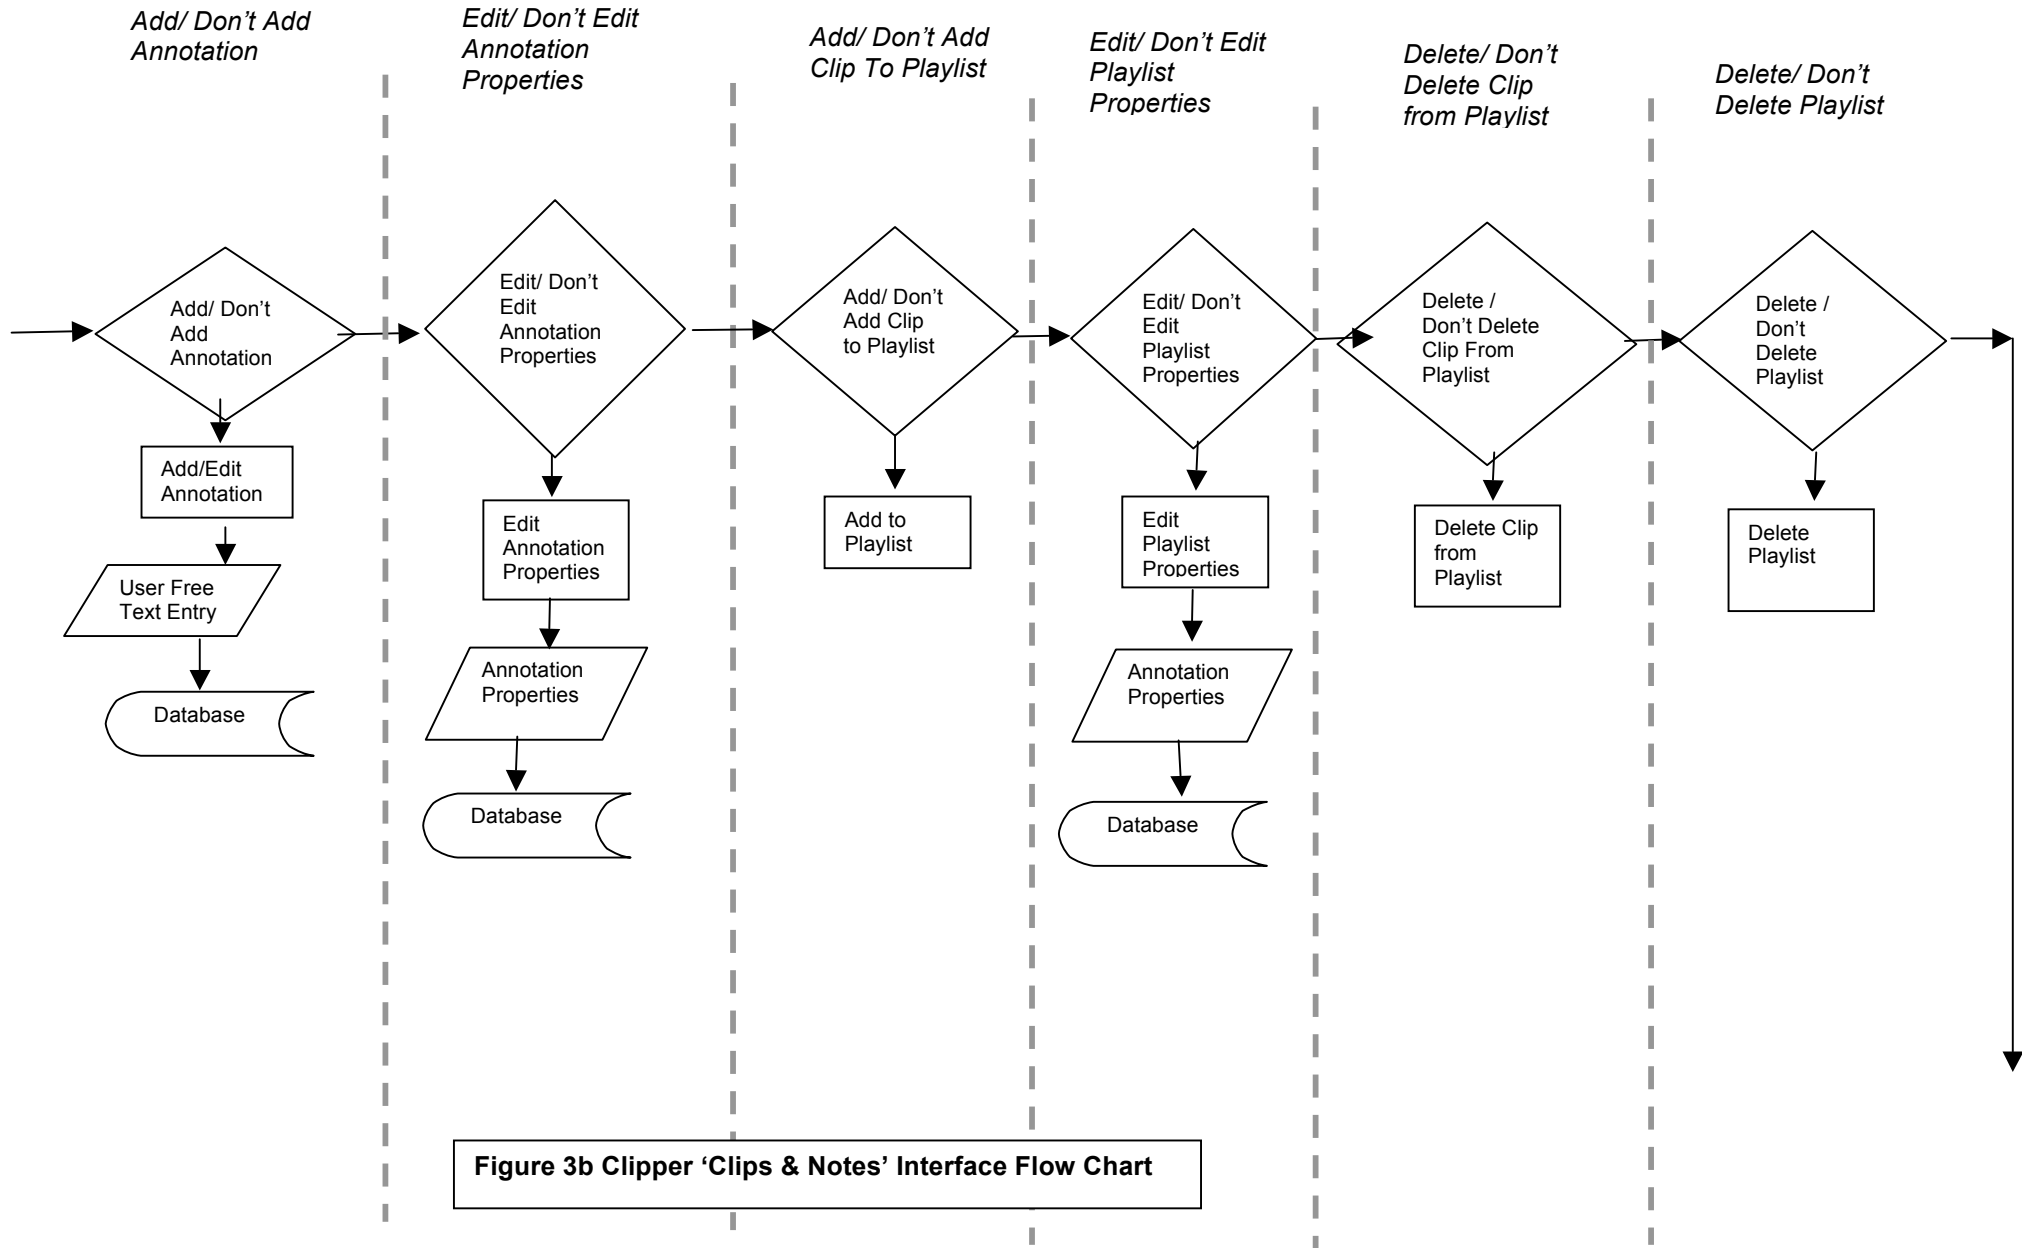 Add/ Don’t Add
Annotation
Edit/ Don’t Edit
Annotation
Properties
Add/ Don’t Add
Clip To Playlist
Edit/ Don’t Edit
Playlist
Properties
Delete/ Don’t
Delete Clip
from Playlist
Delete/ Don’t
Delete Playlist
Add/ Don’t
Add
Annotation
Edit/ Don’t
Edit
Annotation
Properties
Add/ Don’t
Add Clip
to Playlist
Edit/ Don’t
Edit
Playlist
Properties
Delete /
Don’t Delete
Clip From
Playlist
Delete /
Don’t
Delete
Playlist
Add/Edit
Annotation
Edit
Annotation
Properties
Add to
Playlist
Edit
Playlist
Properties
Delete Clip
from
Playlist
Delete
Playlist
User Free
Text Entry
Annotation
Properties
Annotation
Properties
Database
Database
Database
Figure 3b Clipper ‘Clips & Notes’ Interface Flow Chart